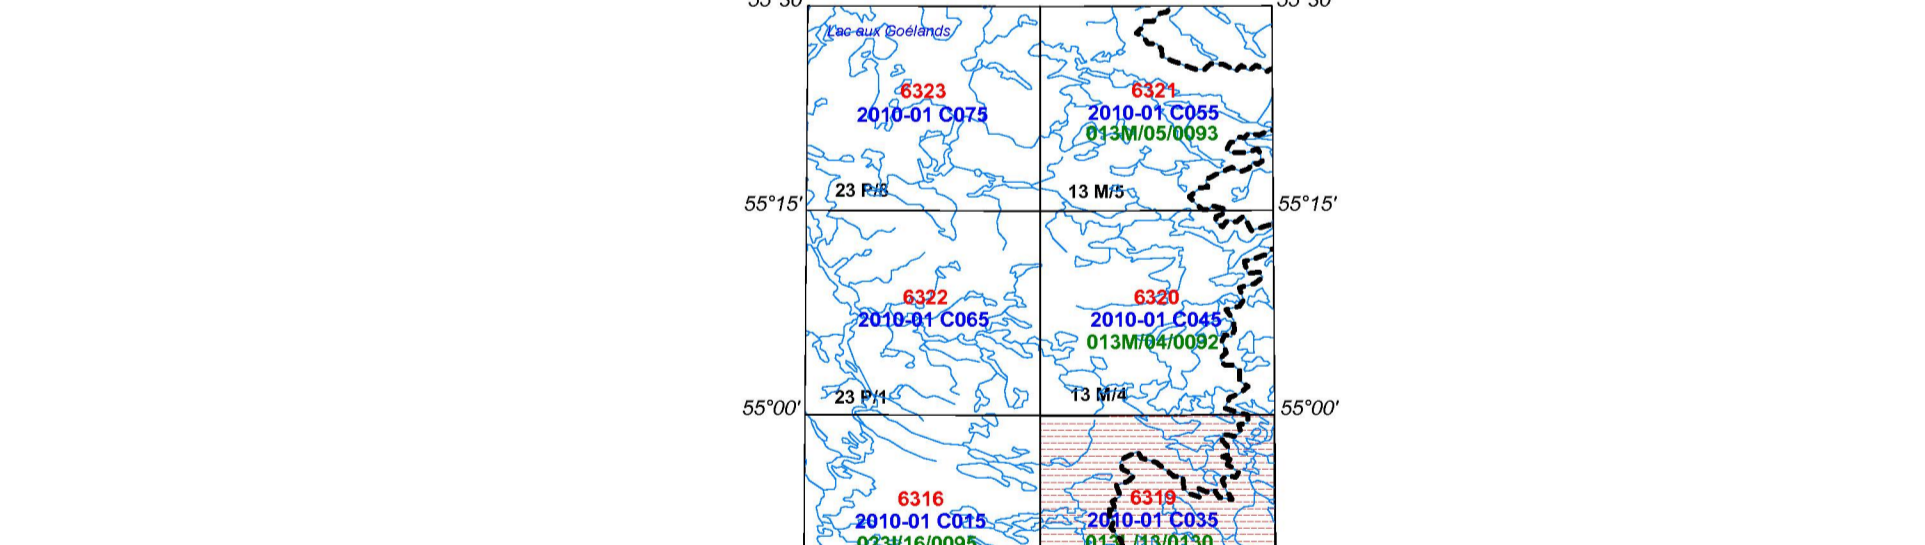 Lac aux Goélands
6323
2010-01 C075
23 P/8
6321
2010-01 C055
013M/05/0093
13 M/5
55°15'
55°15'
6322
2010-01 C065
23 P/1
6320
2010-01 C045
013M/04/0092
13 M/4
55°00'
55°00'
6316
2010-01 C015
6319
2010-01 C035